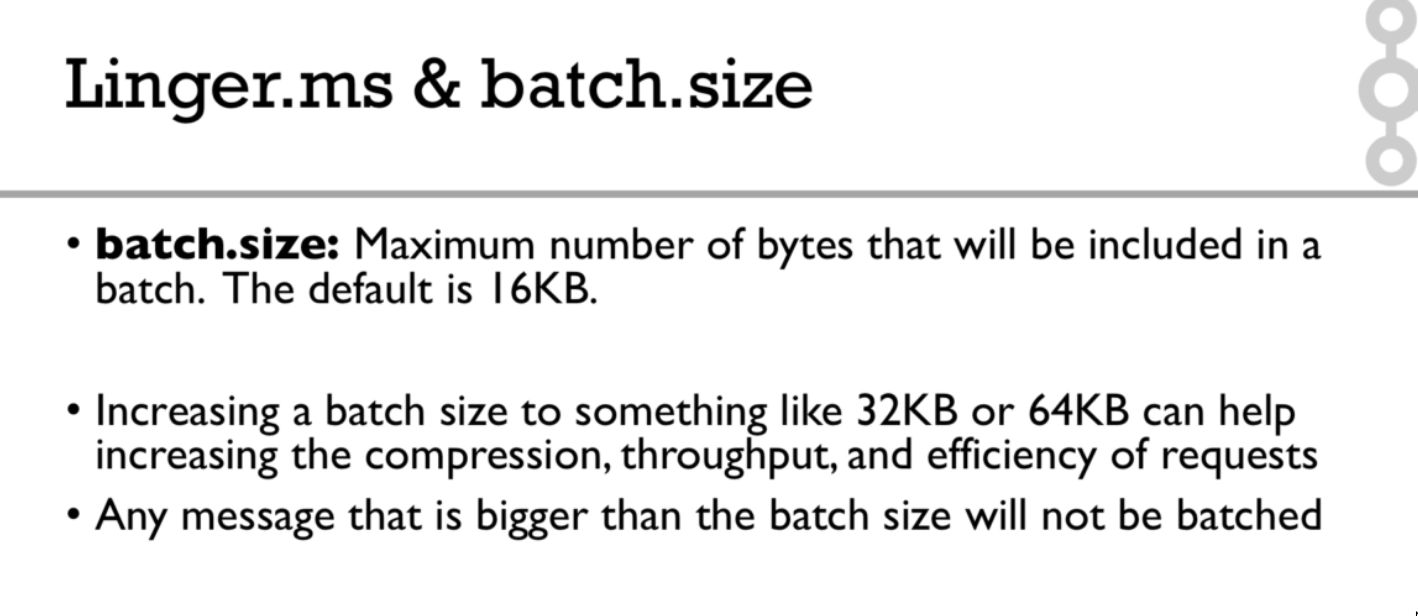 Linger.ms & batch.size
• batch.size: Maximum number of bytes that will be included in a
batch. The default is 16KB.
• Increasing a batch size to something like 32KB or 64KB can help
increasing the compression, throughput, and efficiency of requests
• Any message that is bigger than the batch size will not be batched